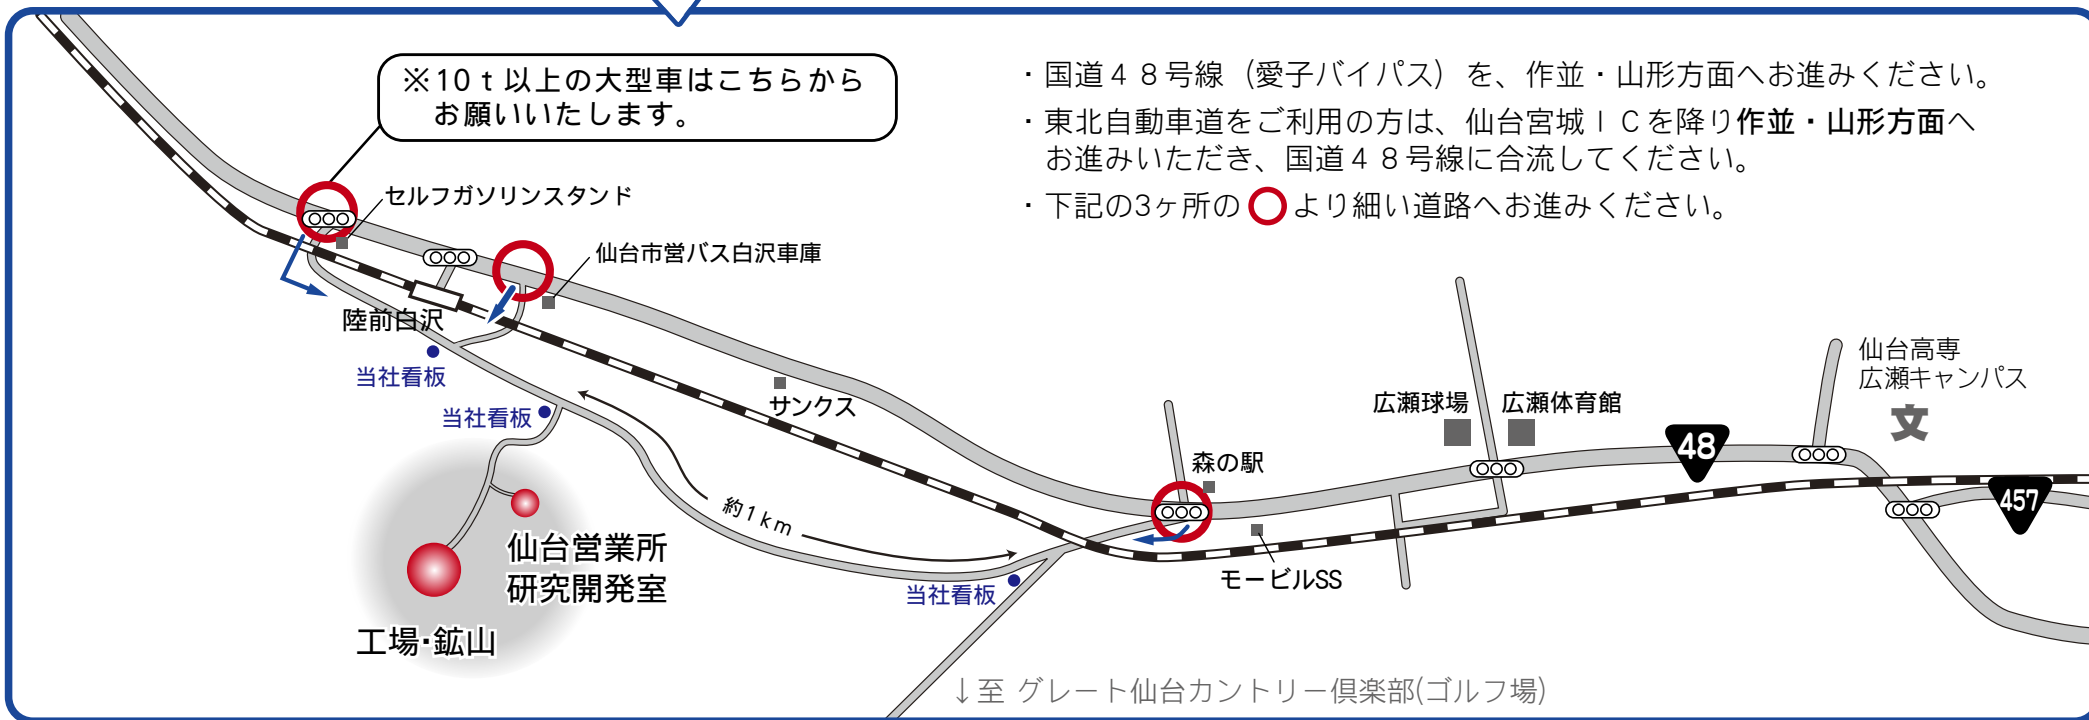 ※10ｔ以上の大型車はこちらから
お願いいたします。
・国道４８号線（愛子バイパス）を、作並・山形方面へお進みください。
・東北自動車道をご利用の方は、仙台宮城ＩＣを降り作並・山形方面へ
お進みいただき、国道４８号線に合流してください。
・下記の3ヶ所の〇より細い道路へお進みください。
セルフガソリンスタンド
仙台市営バス白沢車庫
陸前白沢
当社看板
当社看板
サンクス
広瀬球場
広瀬体育館
仙台高専
広瀬キャンパス
文
48
457
森の駅
モービルSS
約1km
仙台営業所
研究開発室
工場・鉱山
当社看板
↓至 グレート仙台カントリー倶楽部(ゴルフ場)